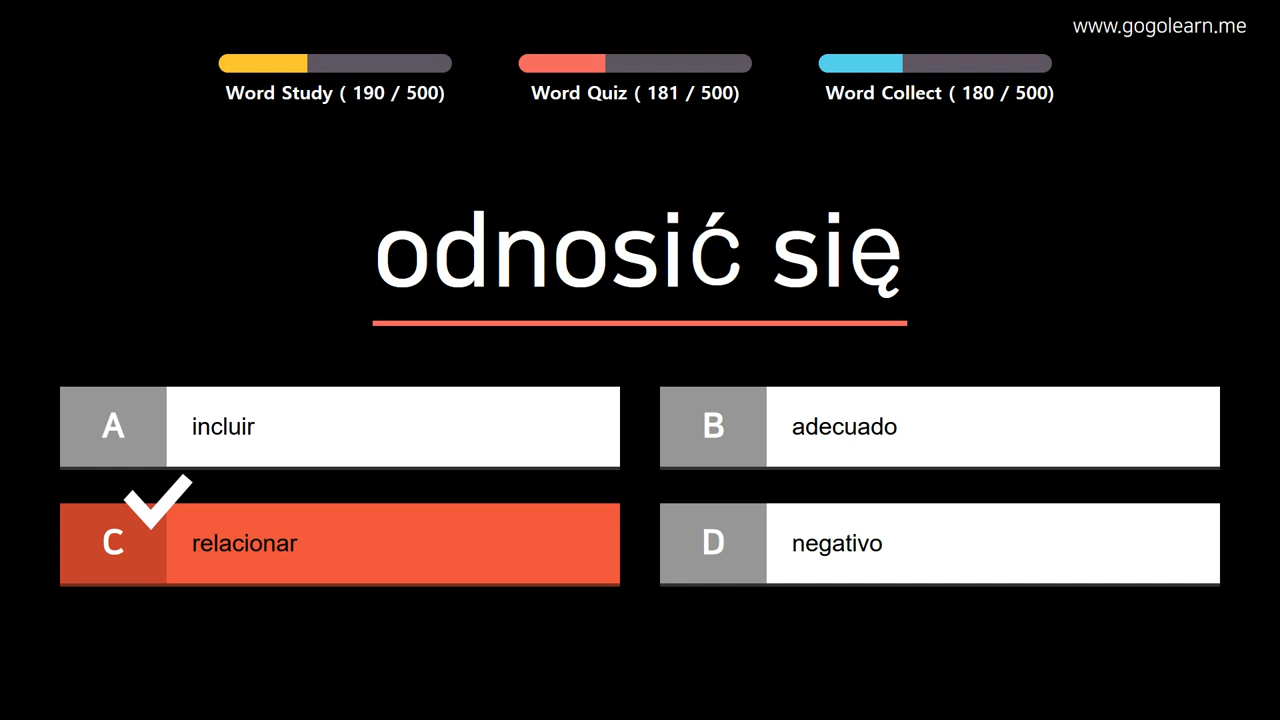 www.gogolearn.me
Word Study ( 190 / 500)
Word Quiz ( 181 / 500)
Word Collect ( 180 / 500)
odnosić się
A incluir
B adecuado
C relacionar
D negativo